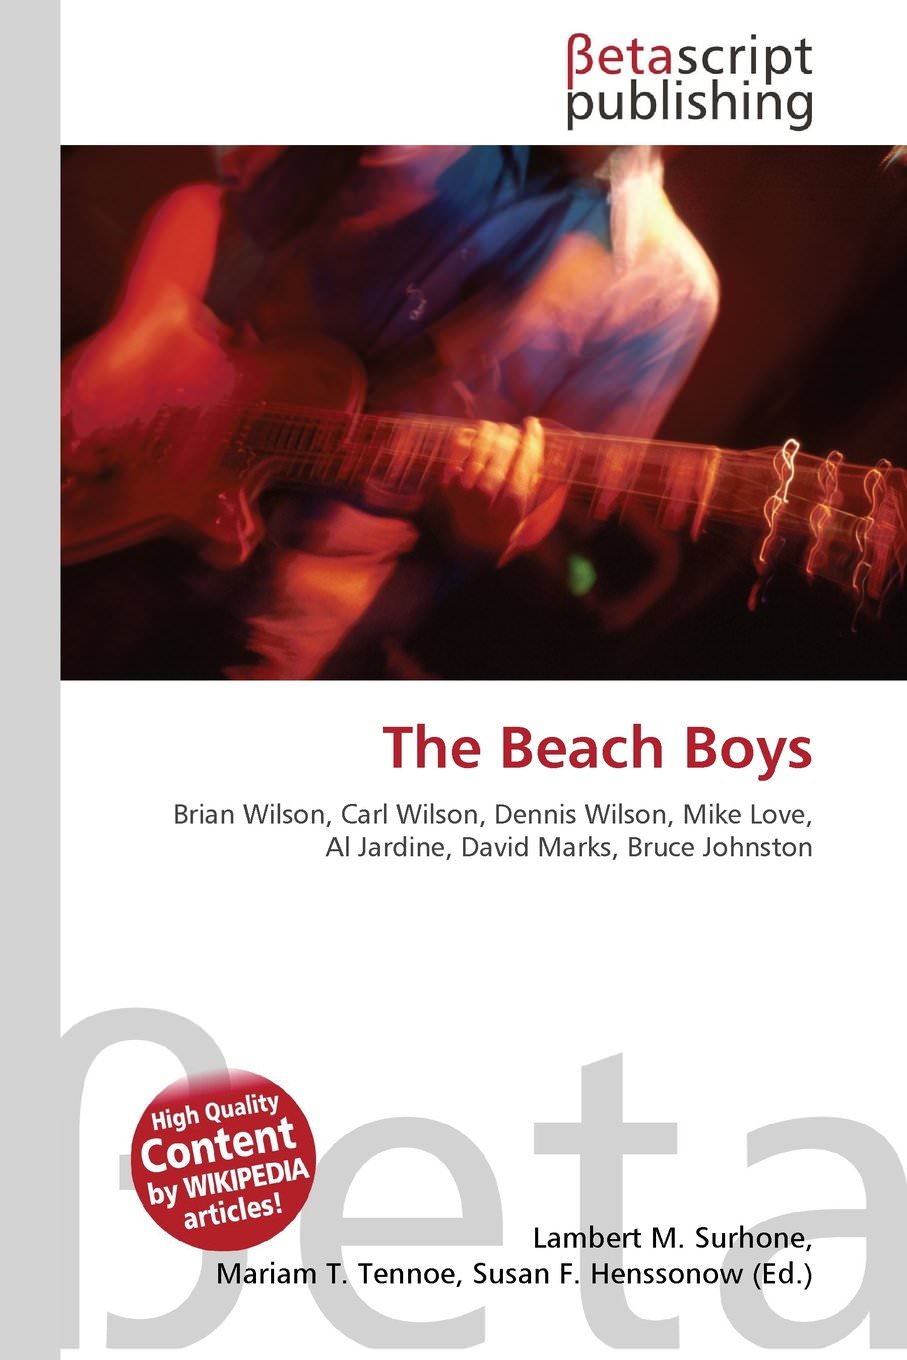 βetascript
publishing
The Beach Boys
Brian Wilson, Carl Wilson, Dennis Wilson, Mike Love,
Al Jardine, David Marks, Bruce Johnston
High Quality
Content
by WIKIPEDIA
articles!
βeta
Lambert M. Surhone,
Mariam T. Tennoe, Susan F. Henssonow (Ed.)